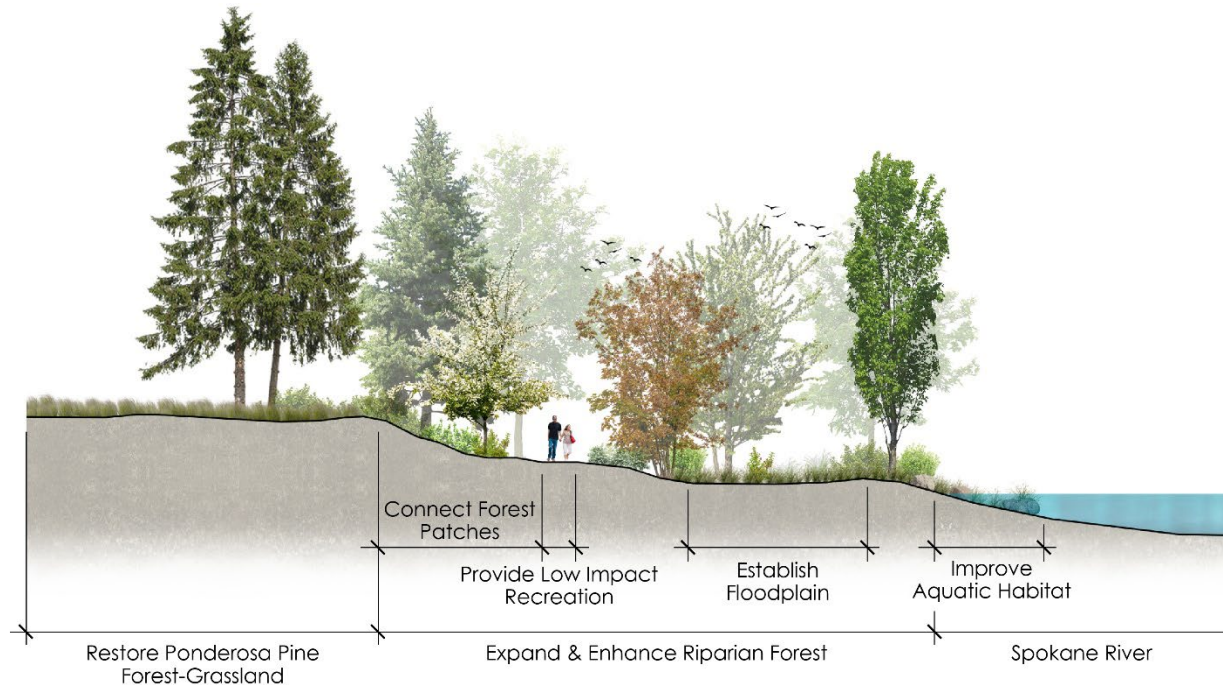 Connect Forest
Patches
Provide Low Impact
Recreation
Establish
Floodplain
Improve
Aquatic Habitat
Restore Ponderosa Pine
Forest-Grassland
Expand & Enhance Riparian Forest
Spokane River